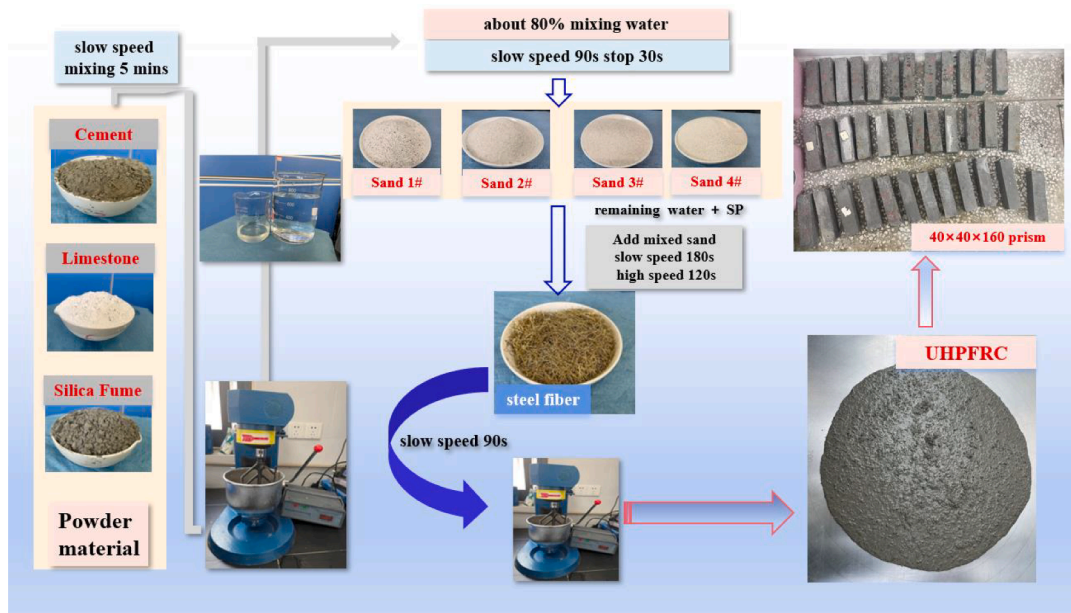 slow speed
mixing 5 mins
Cement
Limestone
Silica Fume
Powder
material
about 80% mixing water
slow speed 90s stop 30s
Sand 1#
Sand 2#
Sand 3#
Sand 4#
remaining water + SP
Add mixed sand
slow speed 180s
high speed 120s
steel fiber
slow speed 90s
UHPFRC
40×40×160 prism